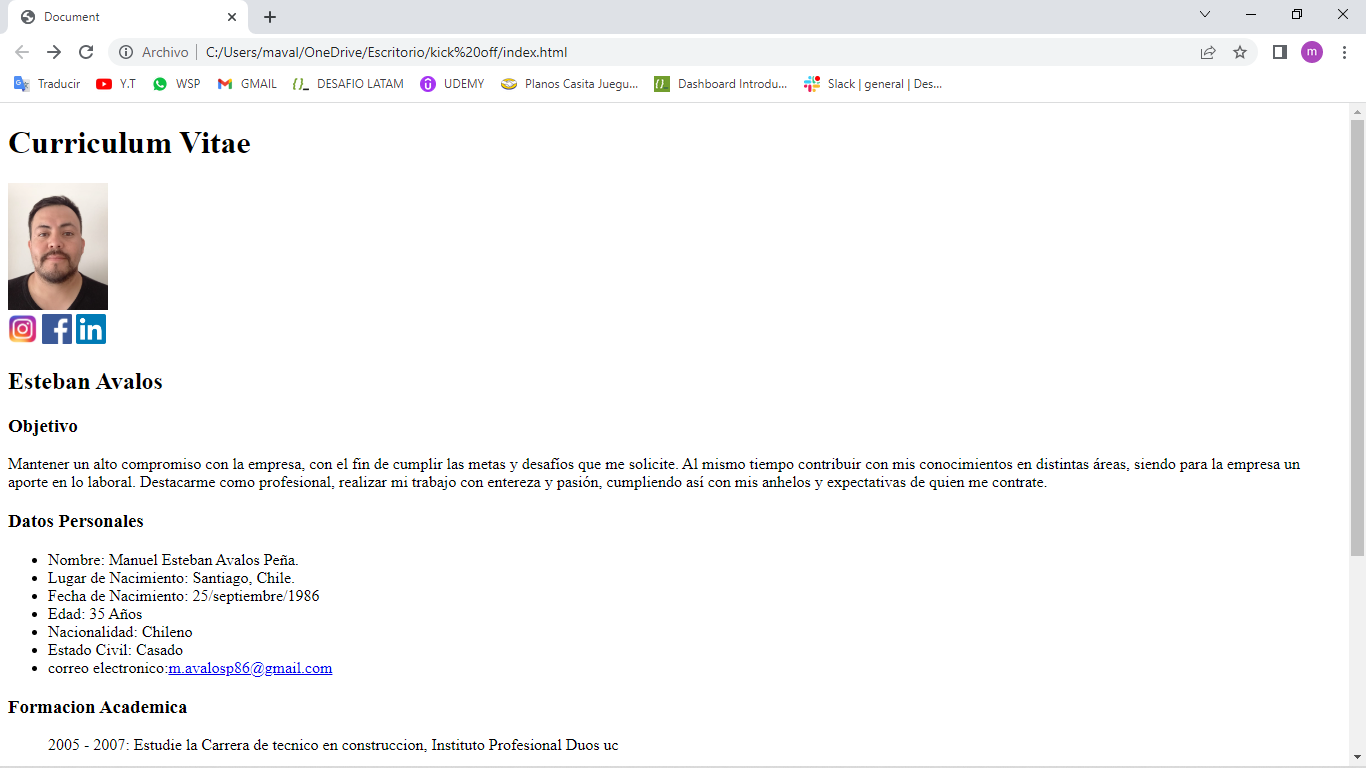 Document
Archivo | C:/Users/maval/OneDrive/Escritorio/kick%20off/index.html
m
Traducir Y.T WSP GMAIL DESAFIO LATAM UDEMY Planos Casita Juegu... Dashboard Introdu... Slack | general | Des...
Curriculum Vitae
Esteban Avalos
Objetivo
Mantener un alto compromiso con la empresa, con el fin de cumplir las metas y desafíos que me solicite. Al mismo tiempo contribuir con mis conocimientos en distintas áreas, siendo para la empresa un
aporte en lo laboral. Destacarme como profesional, realizar mi trabajo con entereza y pasión, cumpliendo así con mis anhelos y expectativas de quien me contrate.
Datos Personales
Nombre: Manuel Esteban Avalos Peña.
Lugar de Nacimiento: Santiago, Chile.
Fecha de Nacimiento: 25/septiembre/1986
Edad: 35 Años
Nacionalidad: Chileno
Estado Civil: Casado
correo electronico:m.avalosp86@gmail.com
Formacion Academica
2005 - 2007: Estudie la Carrera de tecnico en construccion, Instituto Profesional Duos uc